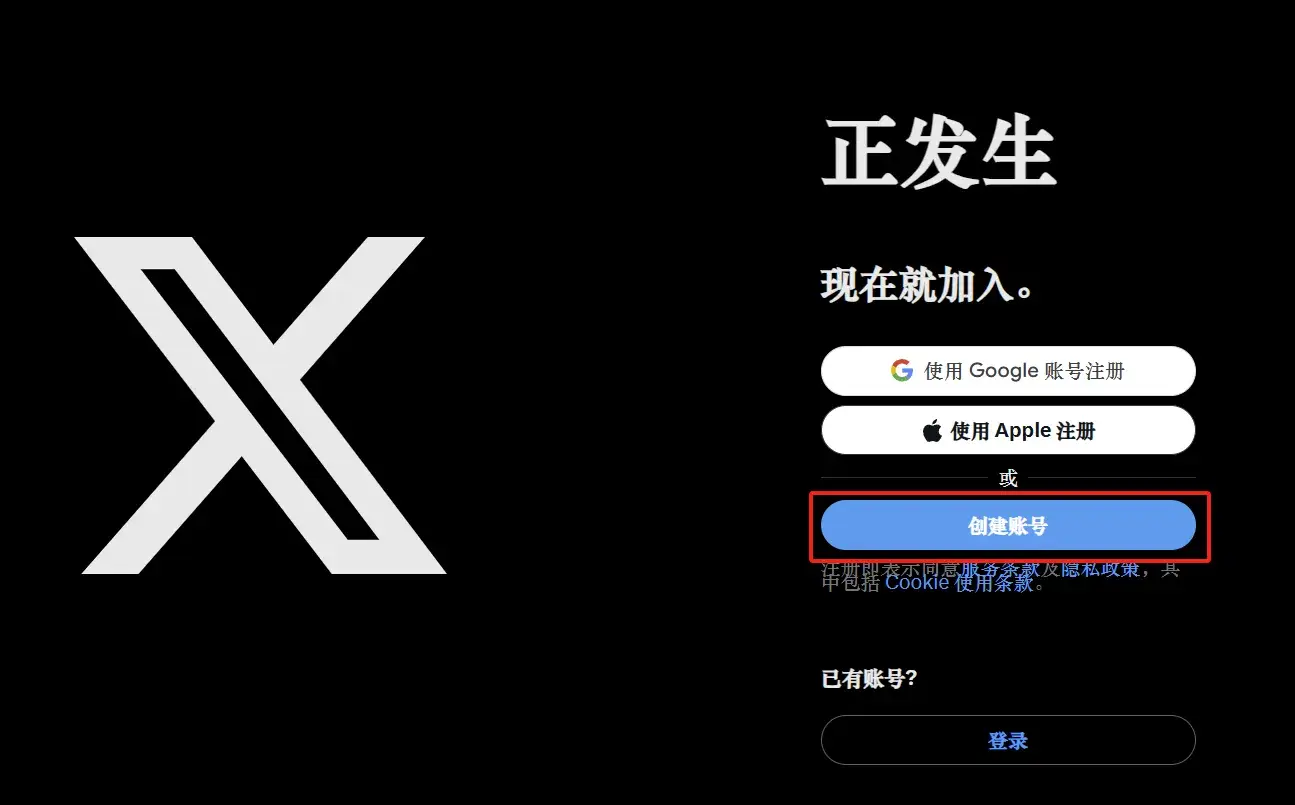 正发生
现在就加入。
使用 Google 账号注册
使用 Apple 注册
或
创建账号
注册即表示同意服务条款及隐私政策，其
中包括 Cookie 使用条款。
已有账号?
登录